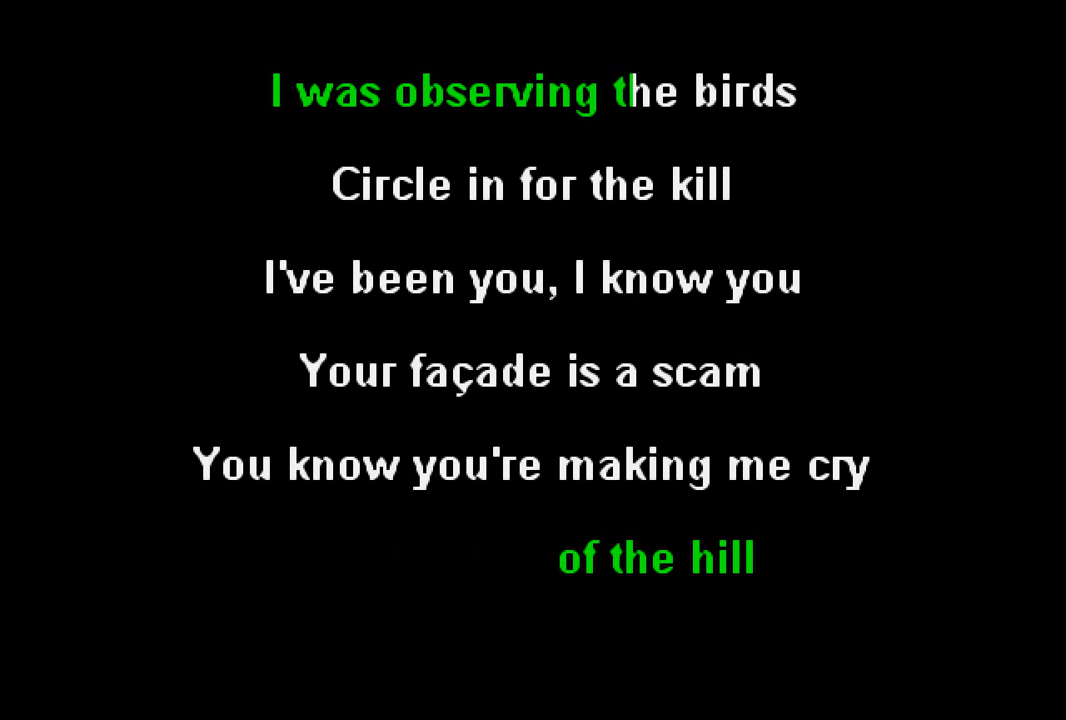 I was observing the birds
Circle in for the kill
I've been you, I know you
Your façade is a scam
You know you're making me cry
of the hill